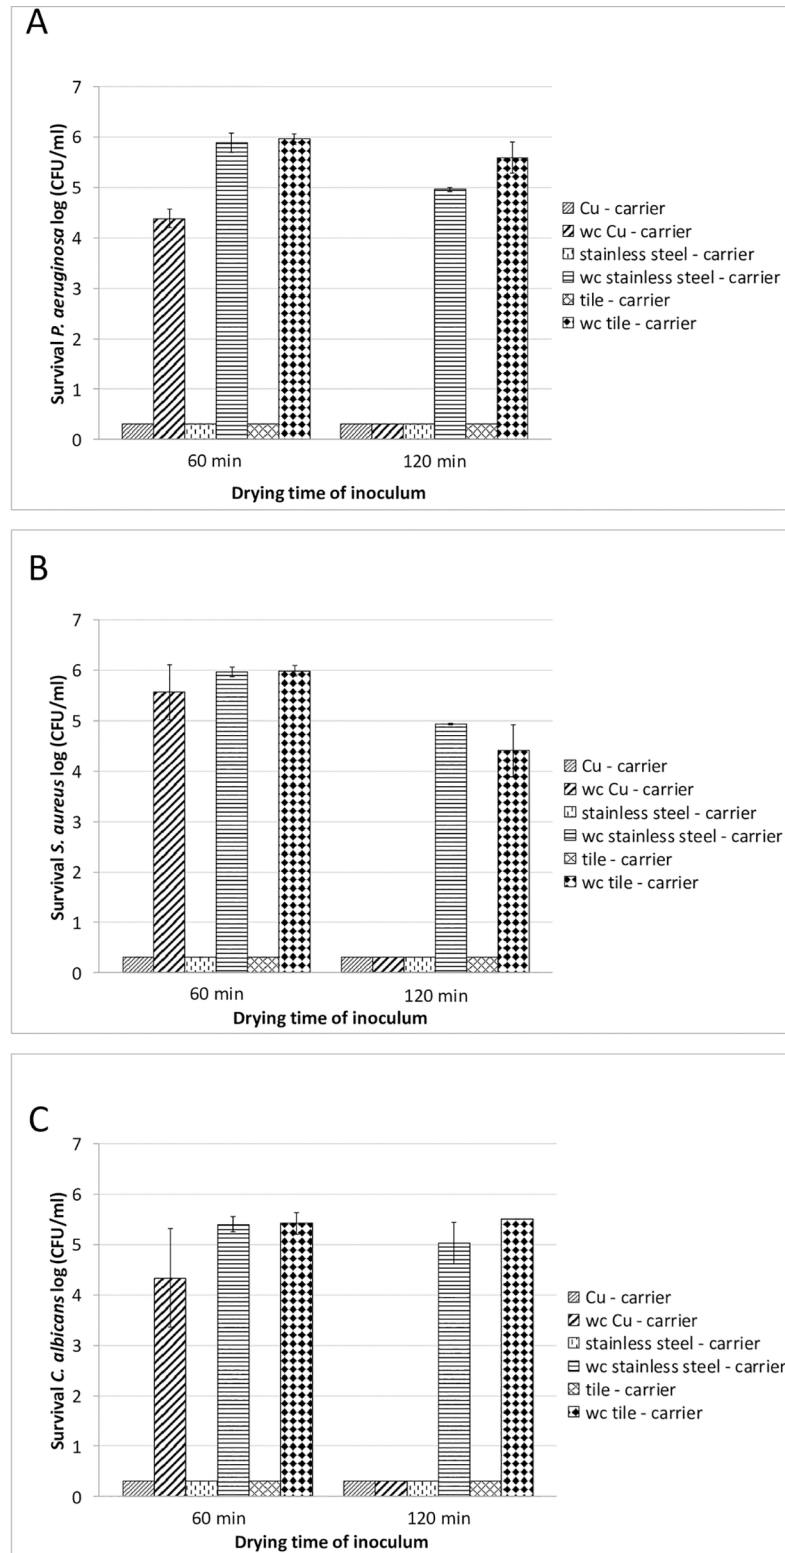 A
Survival P. aeruginosa log (CFU/ml)
7
6
5
4
3
2
1
0
60 min
120 min
Drying time of inoculum
Cu - carrier
wc Cu - carrier
stainless steel - carrier
wc stainless steel - carrier
tile - carrier
wc tile - carrier
B
Survival S. aureus log (CFU/ml)
7
6
5
4
3
2
1
0
60 min
120 min
Drying time of inoculum
Cu - carrier
wc Cu - carrier
stainless steel - carrier
wc stainless steel - carrier
tile - carrier
wc tile - carrier
C
Survival C. albicans log (CFU/ml)
7
6
5
4
3
2
1
0
60 min
120 min
Drying time of inoculum
Cu - carrier
wc Cu - carrier
stainless steel - carrier
wc stainless steel - carrier
tile - carrier
wc tile - carrier